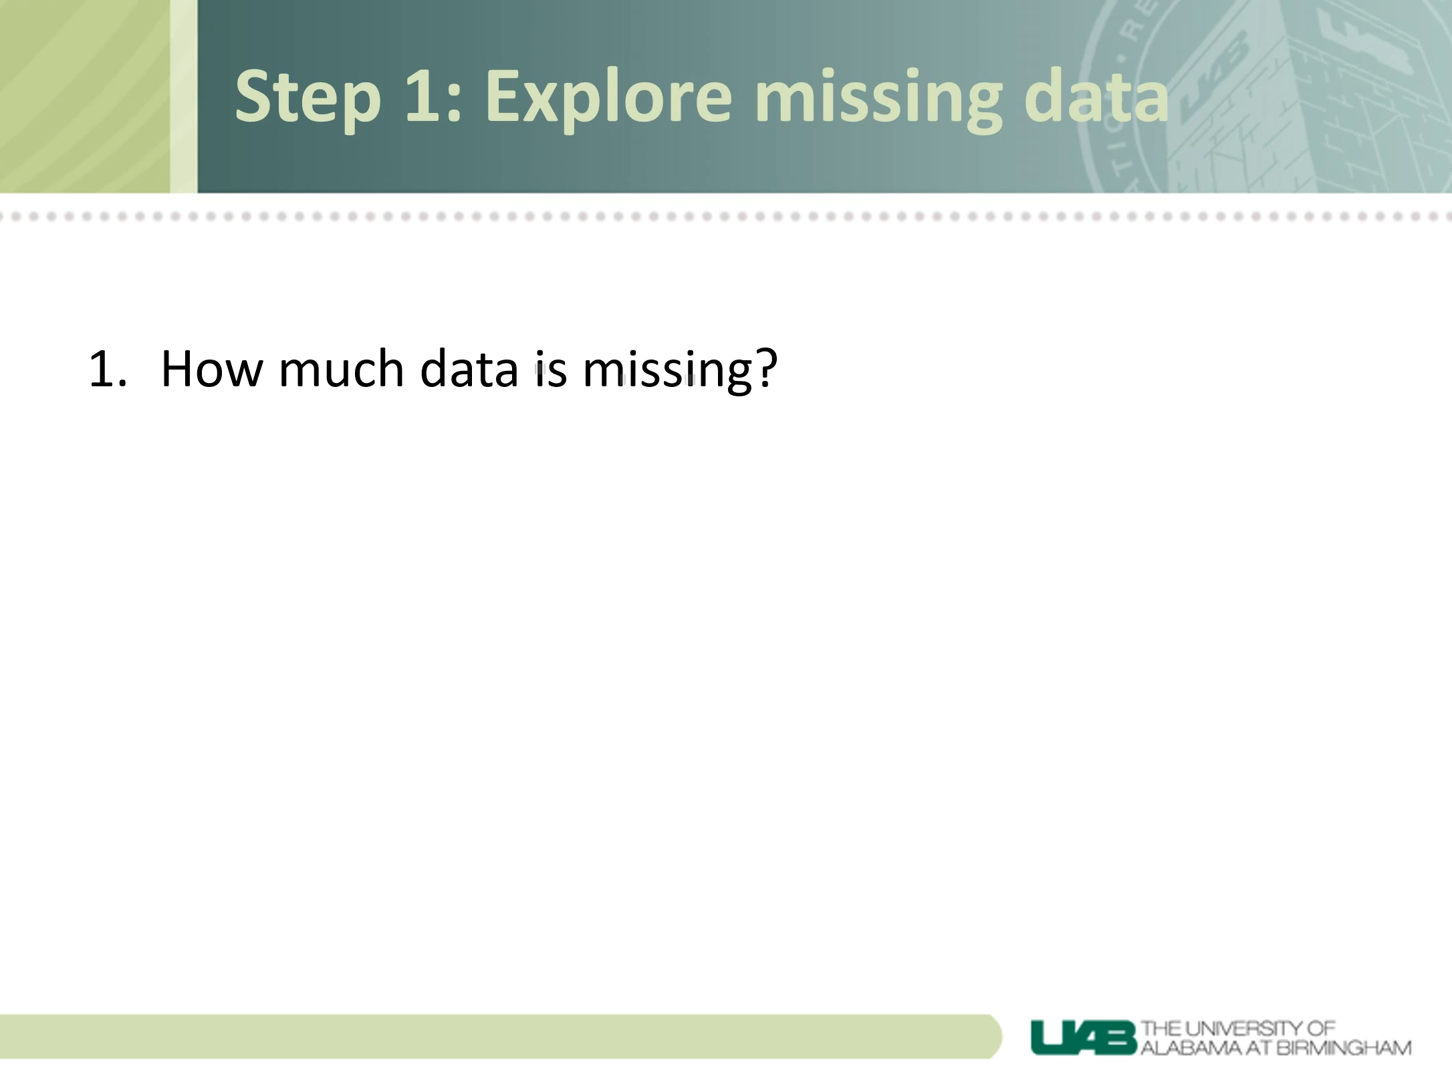 Step 1: Explore missing data
1. How much data is missing?
UAB THE UNIVERSITY OF
ALABAMA AT BIRMINGHAM